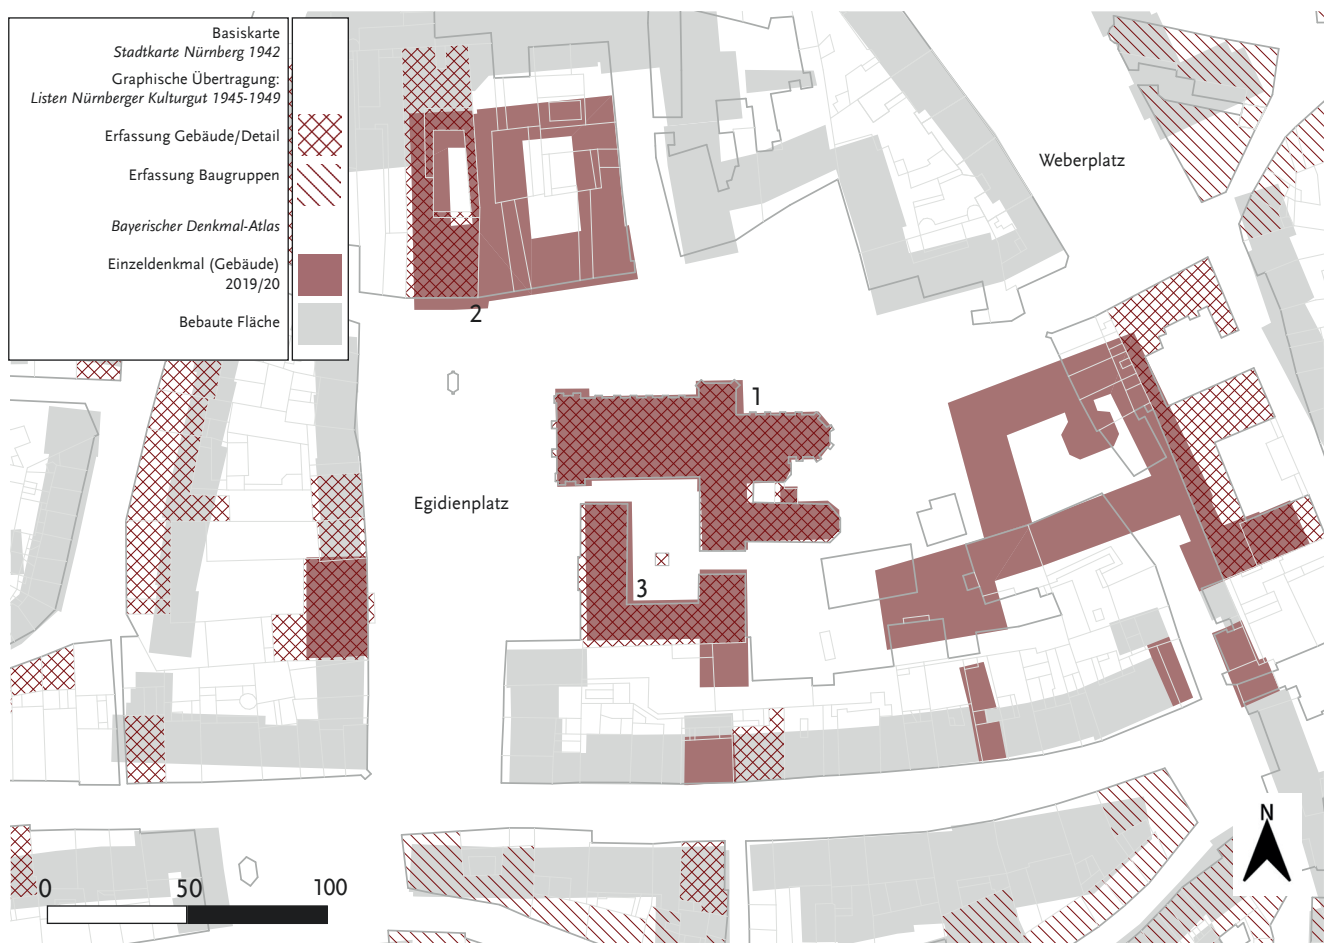 Basiskarte
Stadtkarte Nürnberg 1942
Graphische Übertragung:
Listen Nürnberger Kulturgut 1945-1949
Erfassung Gebäude/Detail
Erfassung Baugruppen
Bayerischer Denkmal-Atlas
Einzeldenkmal (Gebäude)
2019/20
Bebaute Fläche
Weberplatz
2
1
Egidienplatz
3
N
0 50 100